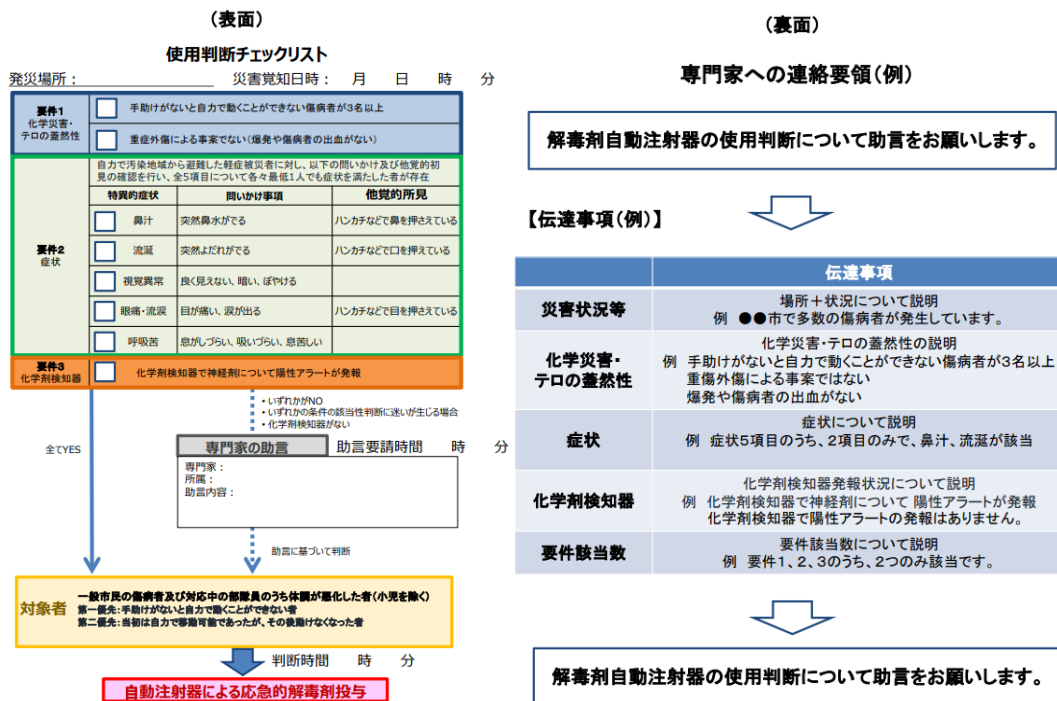 （表面）
使用判断チェックリスト
発災場所：　災害覚知日時：　月　日　時　分
要件1
化学災害・
テロの蓋然性
手助けがないと自力で動くことができない傷病者が3名以上
重症外傷による事案でない（爆発や傷病者の出血がない）
要件2
症状
自力で汚染地域から避難した軽症被災者に対し、以下の問いかけ及び他覚的初
見の確認を行い、全5項目について各々最低1人でも症状を満たした者が存在
特異的症状　問いかけ事項　他覚的所見
鼻汁　突然鼻水がでる　ハンカチなどで鼻を押さえている
流涎　突然よだれがでる　ハンカチなどで口を押えている
視覚異常　良く見えない、暗い、ぼやける
眼痛・流涙　目が痛い、涙が出る　ハンカチなどで目を押さえている
呼吸苦　息がしづらい、吸いづらい、息苦しい
要件3
化学剤検知器
化学剤検知器で神経剤について陽性アラートが発報
・いずれかがNO
・いずれかの条件の該当性判断に迷いが生じる場合
・化学剤検知器がない
全てYES
専門家の助言　助言要請時間　時　分
専門家：
所属：
助言内容：
助言に基づいて判断
対象者
一般市民の傷病者及び対応中の部隊員のうち体調が悪化した者（小児を除く）
第一優先：手助けがないと自力で動くことができない者
第二優先：当初は自力で移動可能であったが、その後動けなくなった者
判断時間　時　分
自動注射器による応急的解毒剤投与
（裏面）
専門家への連絡要領（例）
解毒剤自動注射器の使用判断について助言をお願いします。
【伝達事項（例）】
伝達事項
災害状況等
場所＋状況について説明
例　●●市で多数の傷病者が発生しています。
化学災害・
テロの蓋然性
化学災害・テロの蓋然性の説明
例　手助けがないと自力で動くことができない傷病者が3名以上
重傷外傷による事案ではない
爆発や傷病者の出血がない
症状
症状について説明
例　症状5項目のうち、2項目のみで、鼻汁、流涎が該当
化学剤検知器
化学剤検知器発報状況について説明
例　化学剤検知器で神経剤について 陽性アラートが発報
化学剤検知器で陽性アラートの発報はありません。
要件該当数
要件該当数について説明
例　要件1、2、3のうち、2つのみ該当です。
解毒剤自動注射器の使用判断について助言をお願いします。